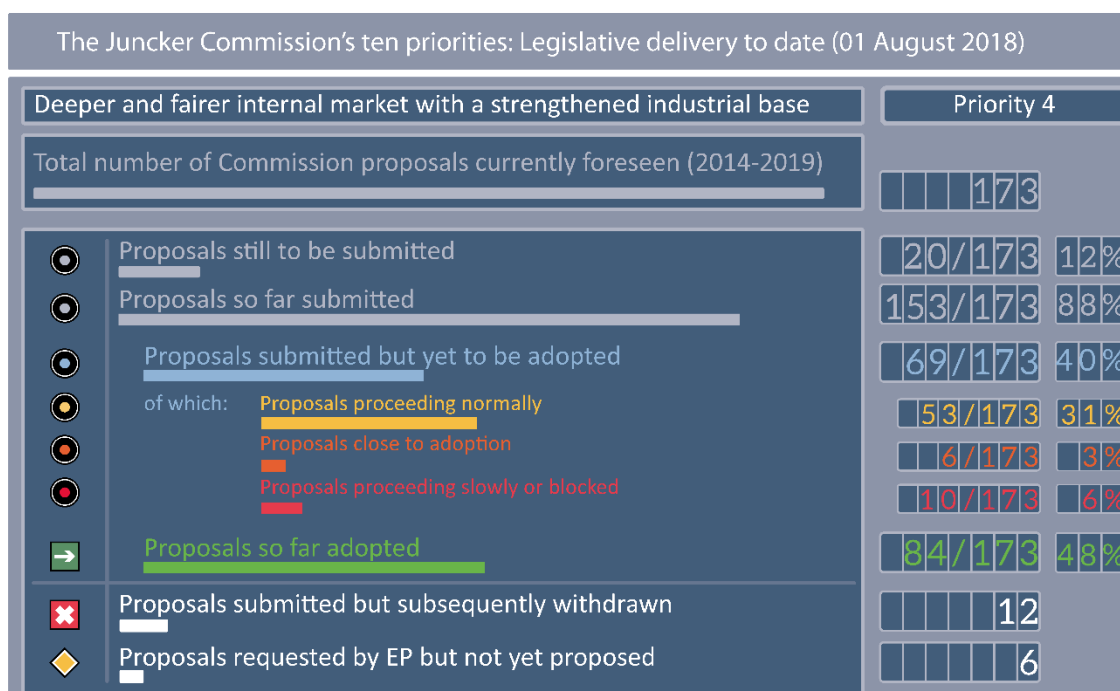 The Juncker Commission's ten priorities: Legislative delivery to date (01 August 2018)
Deeper and fairer internal market with a strengthened industrial base Priority 4
Total number of Commission proposals currently foreseen (2014-2019) 173
Proposals still to be submitted 20/173 12%
Proposals so far submitted 153/173 88%
Proposals submitted but yet to be adopted 69/173 40%
of which: Proposals proceeding normally 53/173 31%
Proposals close to adoption 6/173 3%
Proposals proceeding slowly or blocked 10/173 6%
Proposals so far adopted 84/173 48%
Proposals submitted but subsequently withdrawn 12
Proposals requested by EP but not yet proposed 6